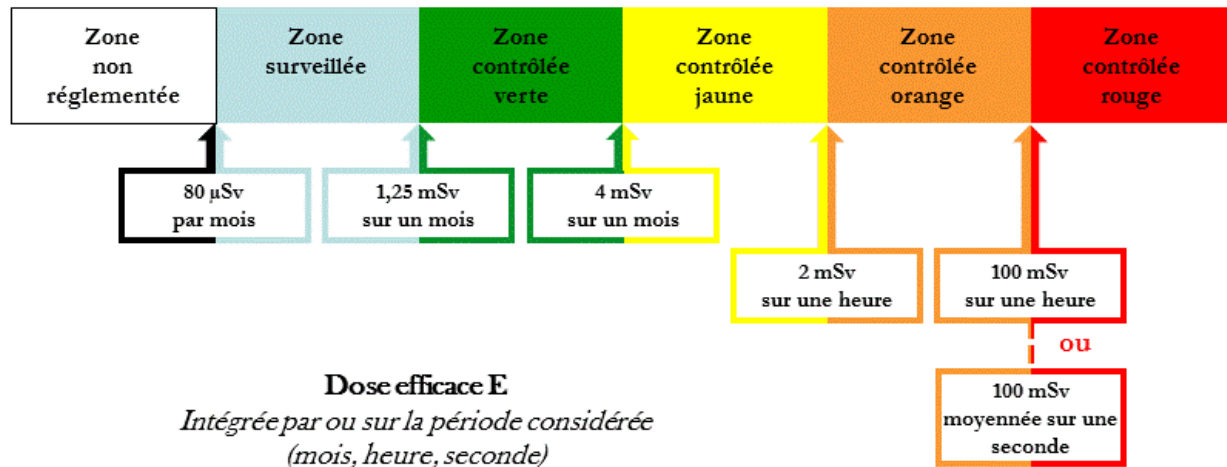 Zone
non
réglementée
Zone
surveillée
Zone
contrôlée
verte
Zone
contrôlée
jaune
Zone
contrôlée
orange
Zone
contrôlée
rouge
80 µSv
par mois
1,25 mSv
sur un mois
4 mSv
sur un mois
2 mSv
sur une heure
100 mSv
sur une heure
ou
100 mSv
moyennée sur une
seconde
Dose efficace E
Intégrée par ou sur la période considérée
(mois, heure, seconde)